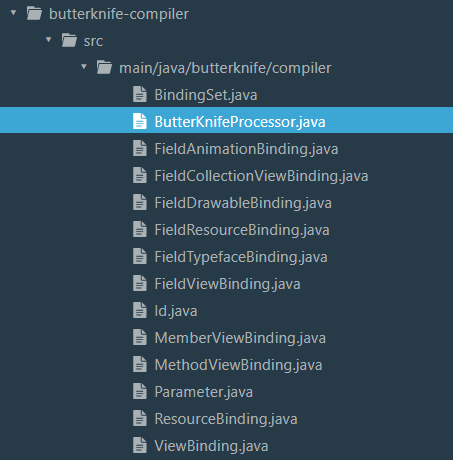 butterknife-compiler
src
main/java/butterknife/compiler
BindingSet.java
ButterKnifeProcessor.java
FieldAnimationBinding.java
FieldCollectionViewBinding.java
FieldDrawableBinding.java
FieldResourceBinding.java
FieldTypefaceBinding.java
FieldViewBinding.java
Id.java
MemberViewBinding.java
MethodViewBinding.java
Parameter.java
ResourceBinding.java
ViewBinding.java